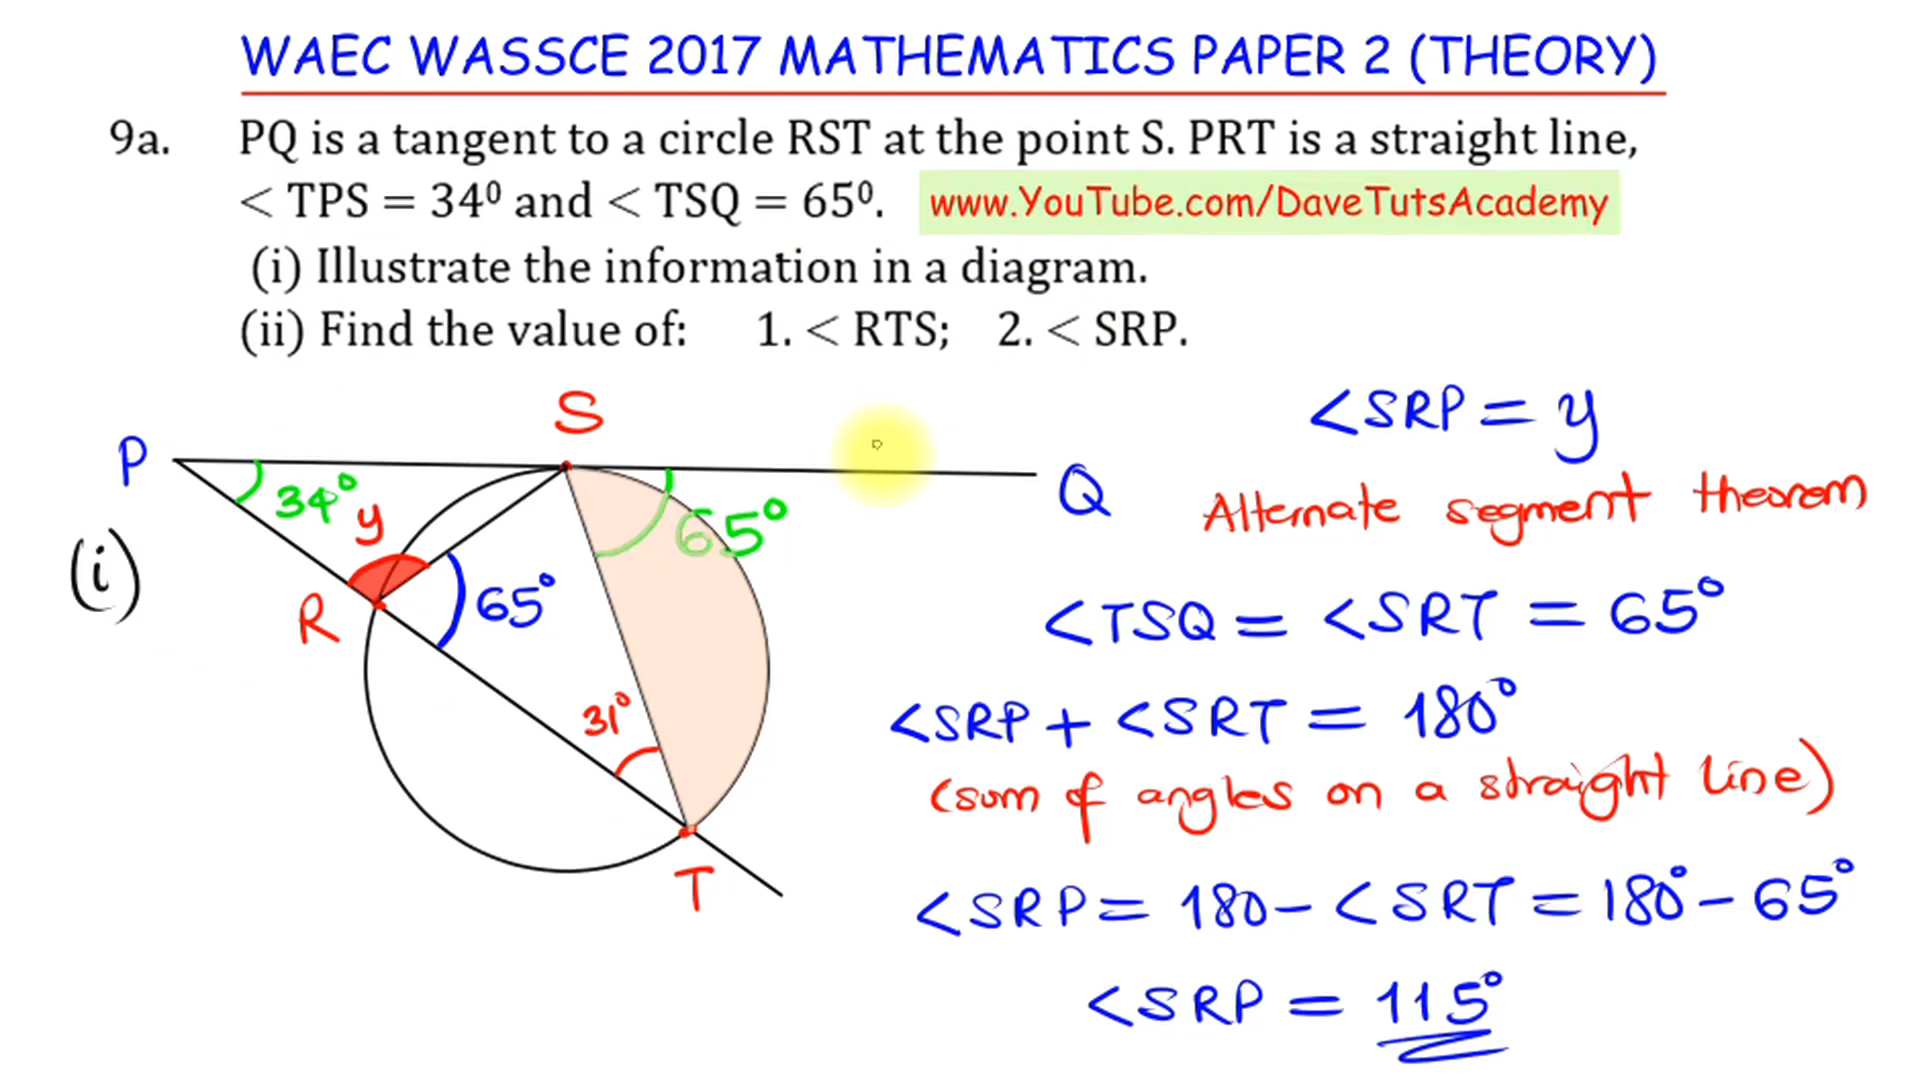 WAEC WASSCE 2017 MATHEMATICS PAPER 2 (THEORY)
9a. PQ is a tangent to a circle RST at the point S. PRT is a straight line,
< TPS = 34⁰ and < TSQ = 65⁰. www.YouTube.com/DaveTutsAcademy
(i) Illustrate the information in a diagram.
(ii) Find the value of: 1. < RTS; 2. < SRP.
S
P
Q
34°
y
65°
(i)
R
65°
31°
T
<SRP = y
Alternate segment theorem
<TSQ = <SRT = 65°
<SRP + <SRT = 180°
(sum of angles on a straight line)
<SRP = 180 - <SRT = 180° - 65°
<SRP = 115°